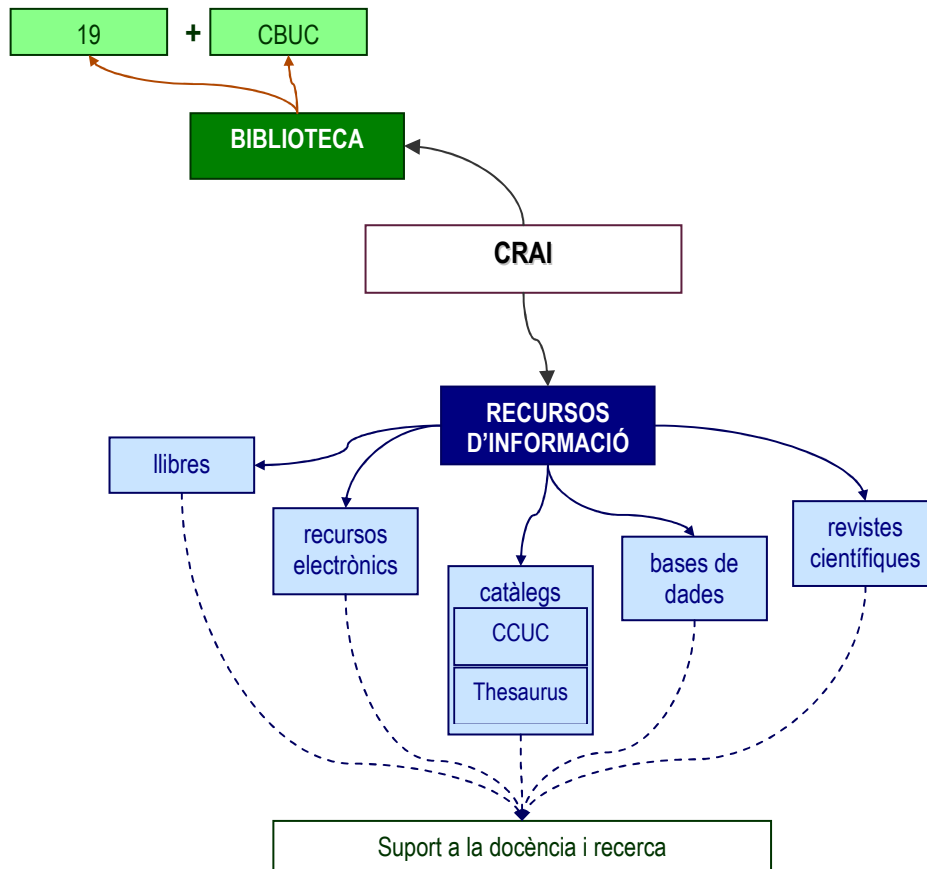 19 + CBUC
BIBLIOTECA
CRAI
RECURSOS
D’INFORMACIÓ
llibres
recursos
electrònics
catàlegs
CCUC
Thesaurus
bases de
dades
revistes
científiques
Suport a la docència i recerca